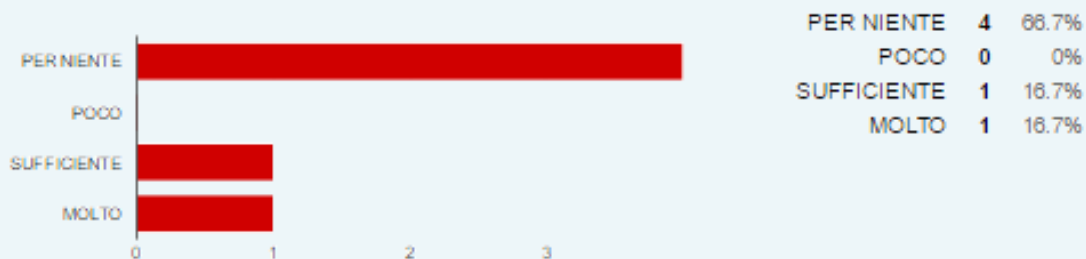 PER NIENTE
POCO
SUFFICIENTE
MOLTO
0 1 2 3
PER NIENTE 4 66.7%
POCO 0 0%
SUFFICIENTE 1 16.7%
MOLTO 1 16.7%